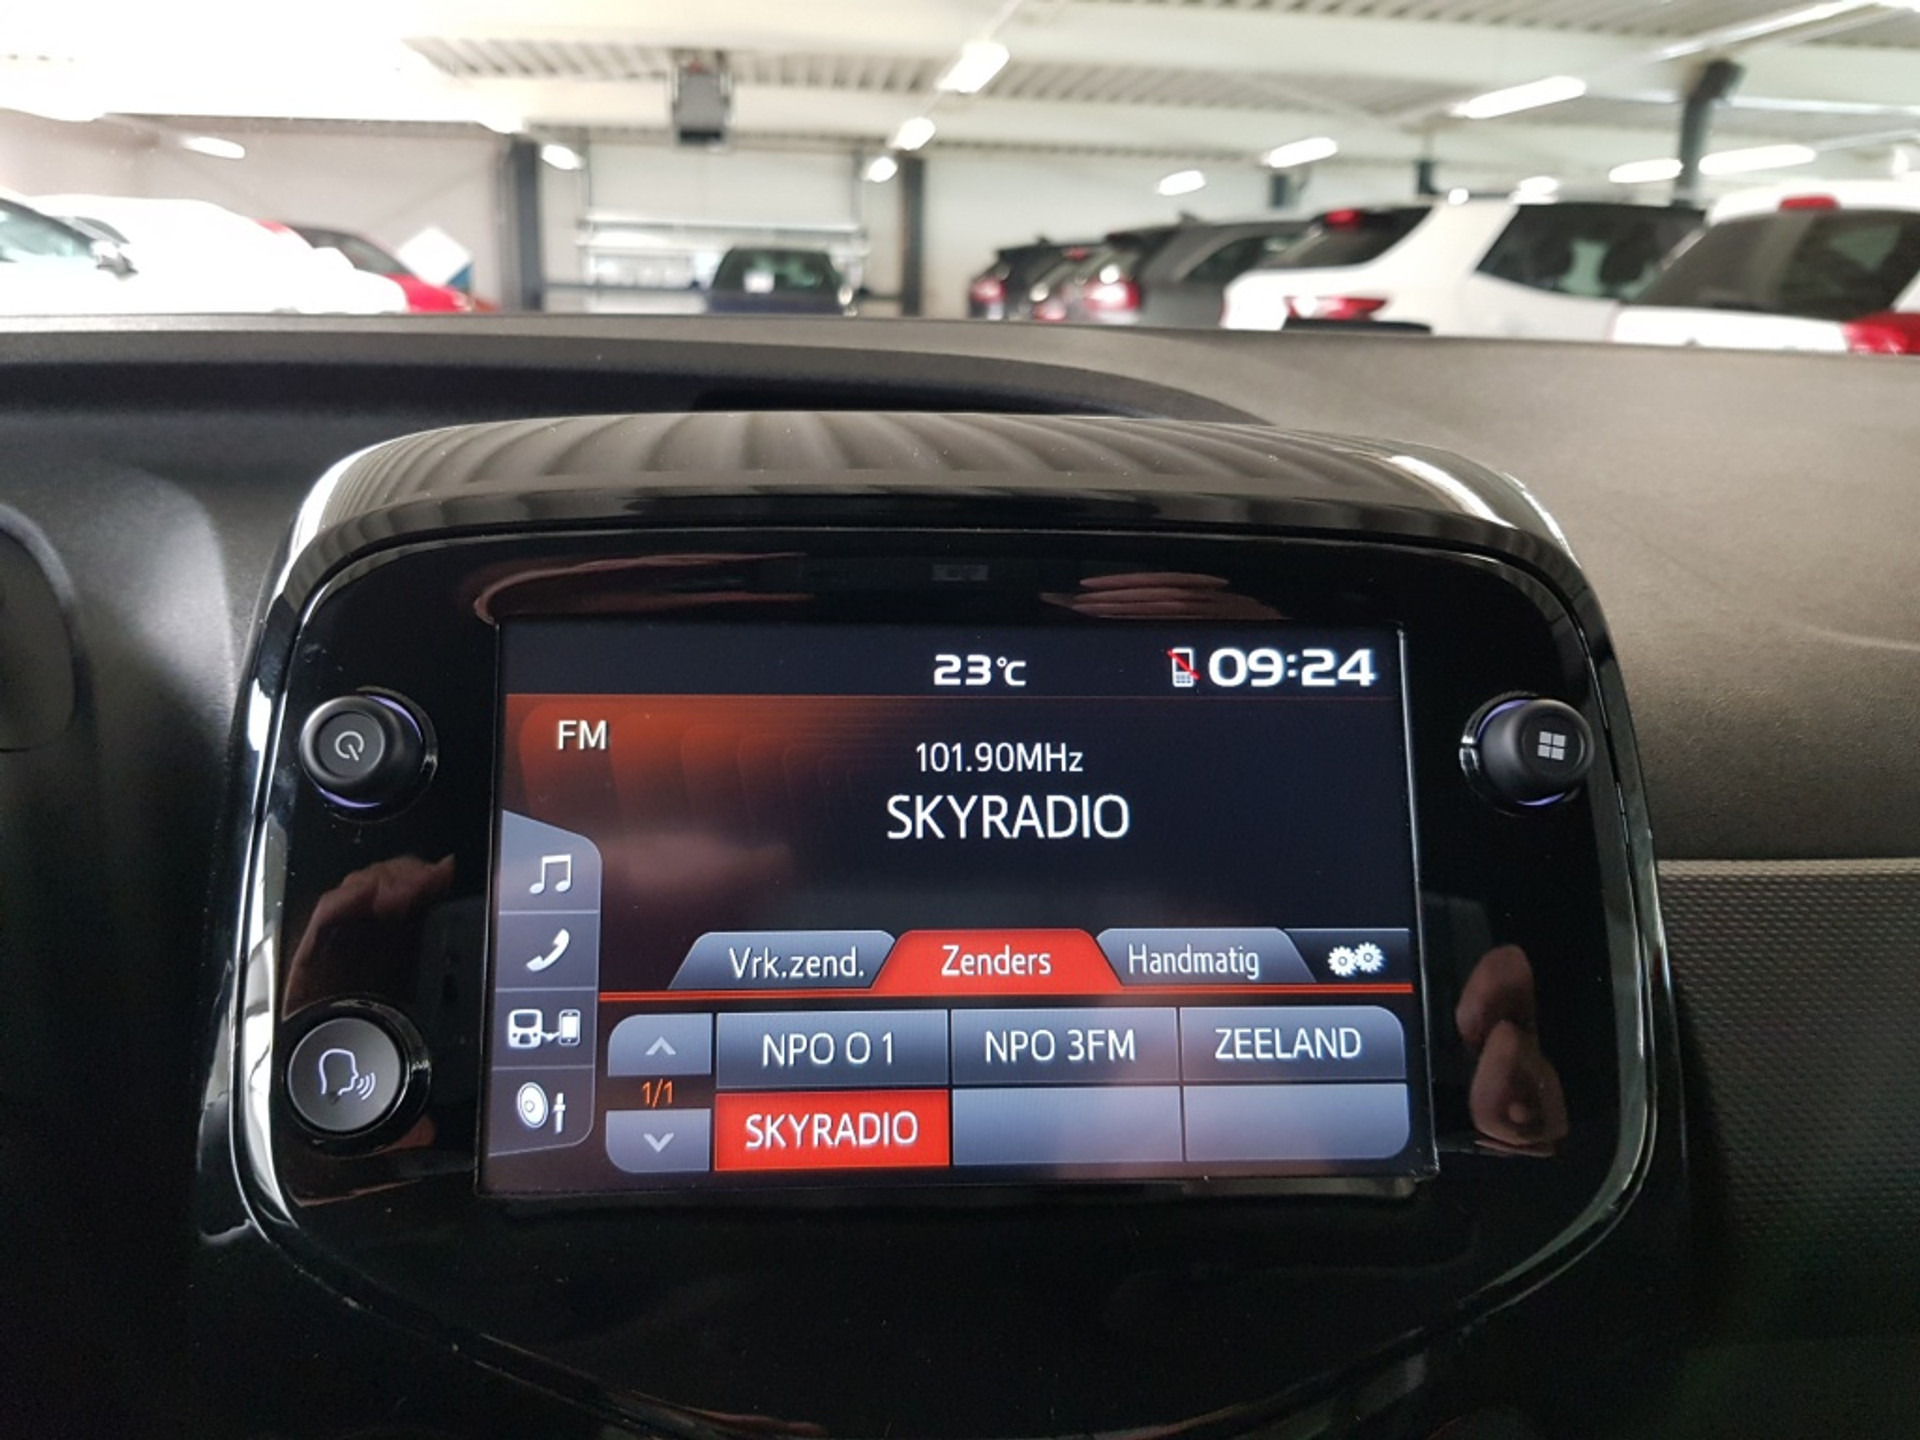 23°C 09:24
FM
101.90MHz
SKYRADIO
Vrk.zend. Zenders Handmatig
NPO O 1 NPO 3FM ZEELAND
1/1
SKYRADIO